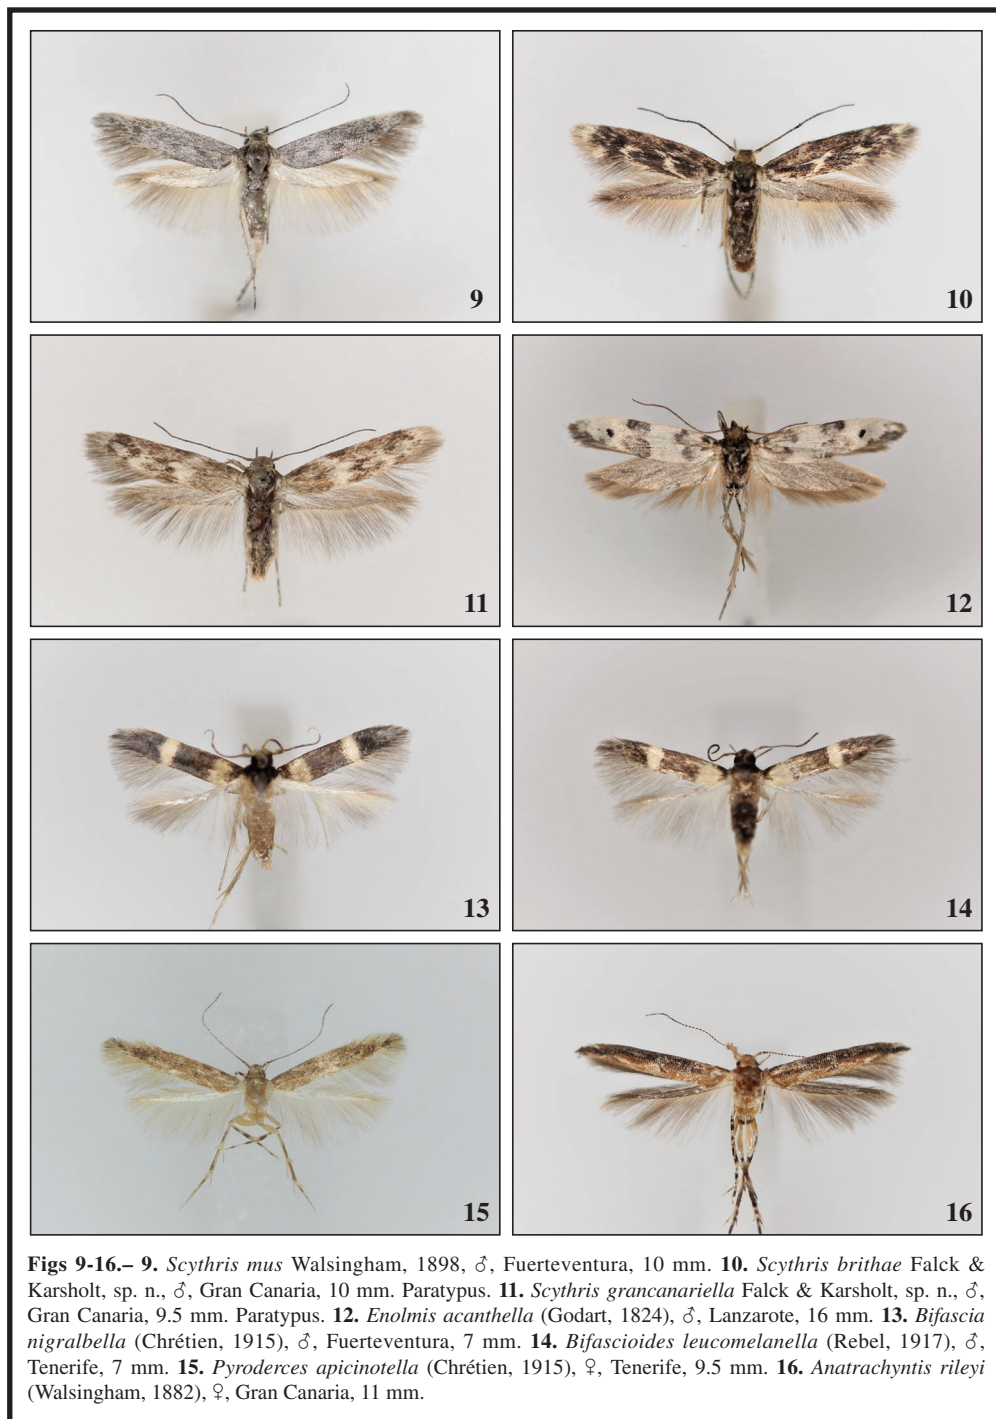 9
10
11
12
13
14
15
16
Figs 9-16.– 9. Scythris mus Walsingham, 1898, ♂, Fuerteventura, 10 mm. 10. Scythris brithae Falck &
Karsholt, sp. n., ♂, Gran Canaria, 10 mm. Paratypus. 11. Scythris grancanariella Falck & Karsholt, sp. n., ♂,
Gran Canaria, 9.5 mm. Paratypus. 12. Enolmis acanthella (Godart, 1824), ♂, Lanzarote, 16 mm. 13. Bifascia
nigralbella (Chrétien, 1915), ♂, Fuerteventura, 7 mm. 14. Bifascioides leucomelanella (Rebel, 1917), ♂,
Tenerife, 7 mm. 15. Pyroderces apicinotella (Chrétien, 1915), ♀, Tenerife, 9.5 mm. 16. Anatrachyntis rileyi
(Walsingham, 1882), ♀, Gran Canaria, 11 mm.